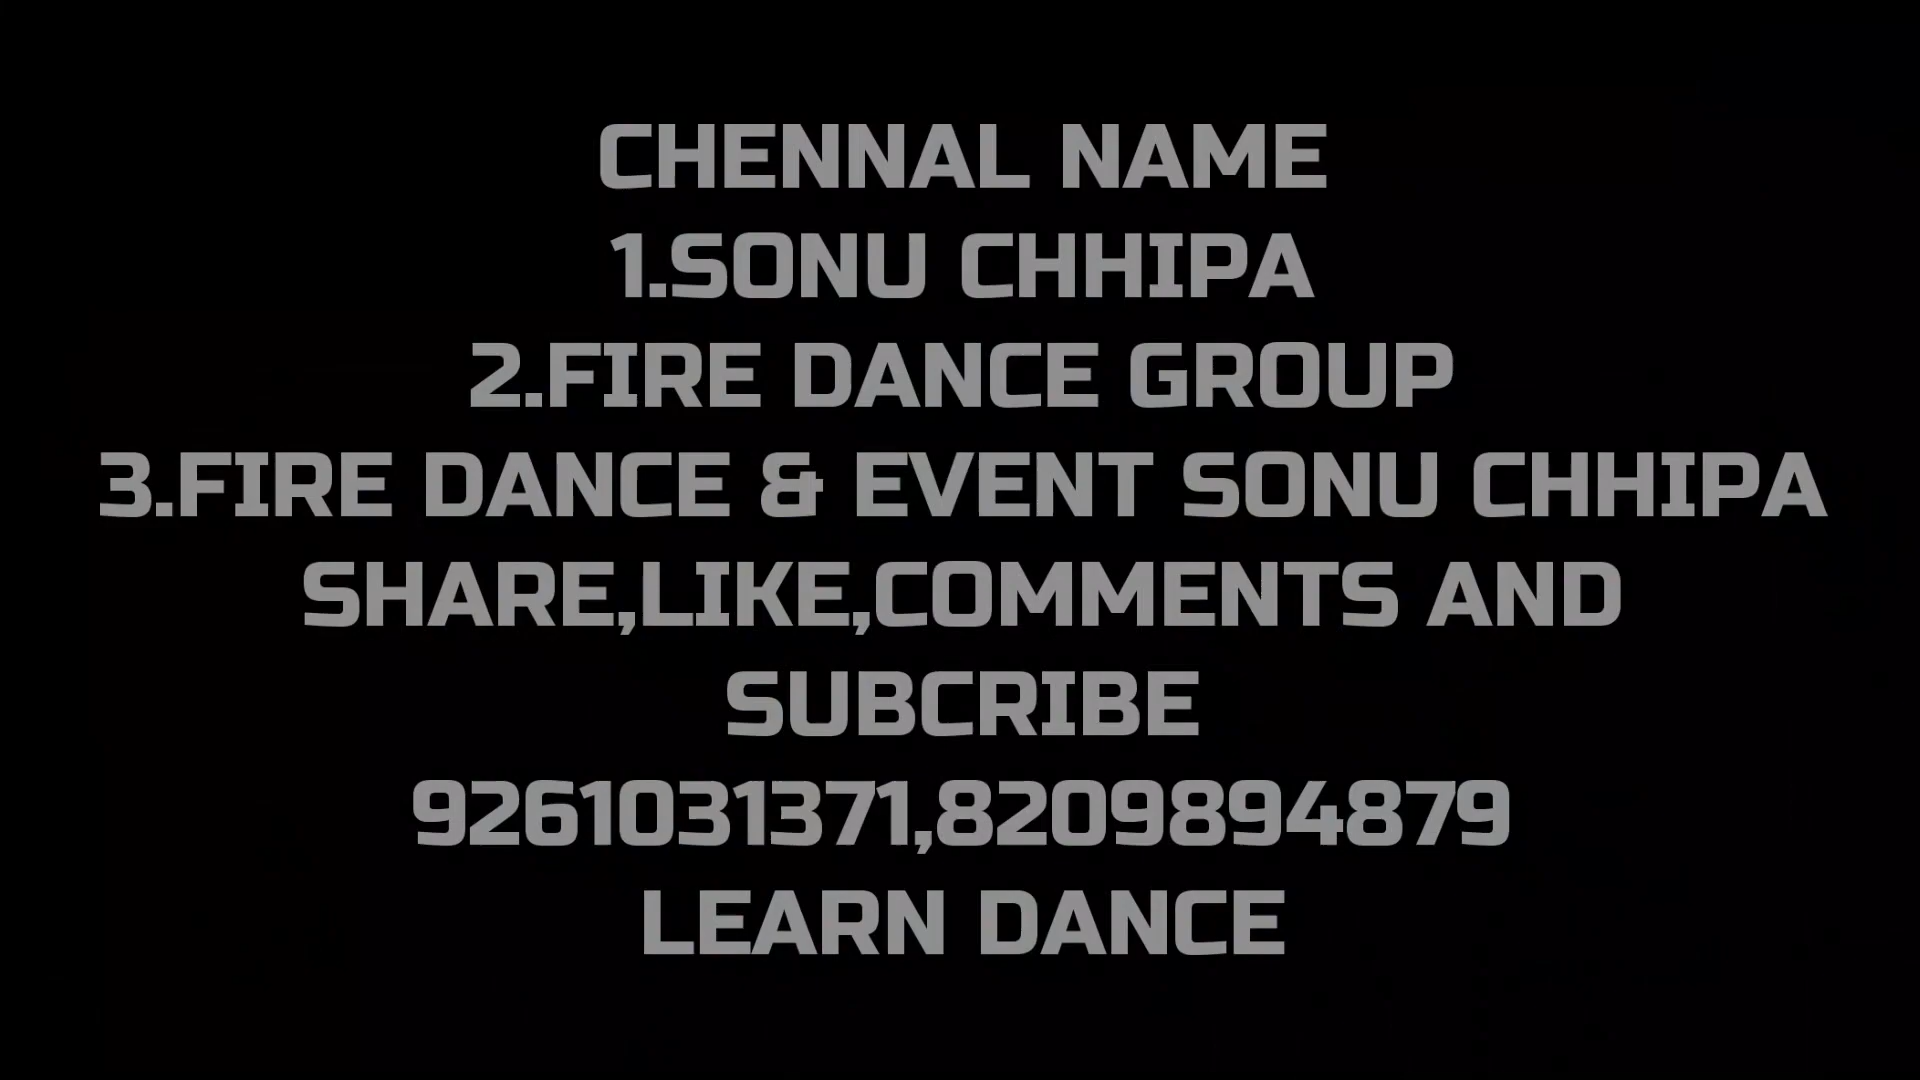 CHENNAL NAME
1.SONU CHHIPA
2.FIRE DANCE GROUP
3.FIRE DANCE & EVENT SONU CHHIPA
SHARE,LIKE,COMMENTS AND
SUBCRIBE
9261031371,8209894879
LEARN DANCE